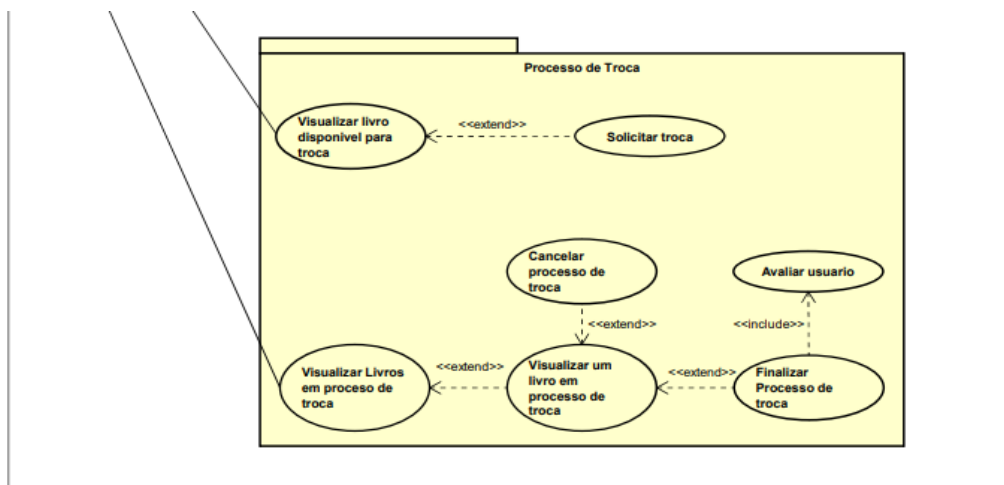 Processo de Troca
Visualizar livro
disponivel para
troca
<<extend>>
Solicitar troca
Cancelar
processo de
troca
Avaliar usuario
<<extend>>
<<include>>
Visualizar Livros
em proceso de
troca
<<extend>>
Visualizar um
livro em
processo de
troca
<<extend>>
Finalizar
Processo de
troca